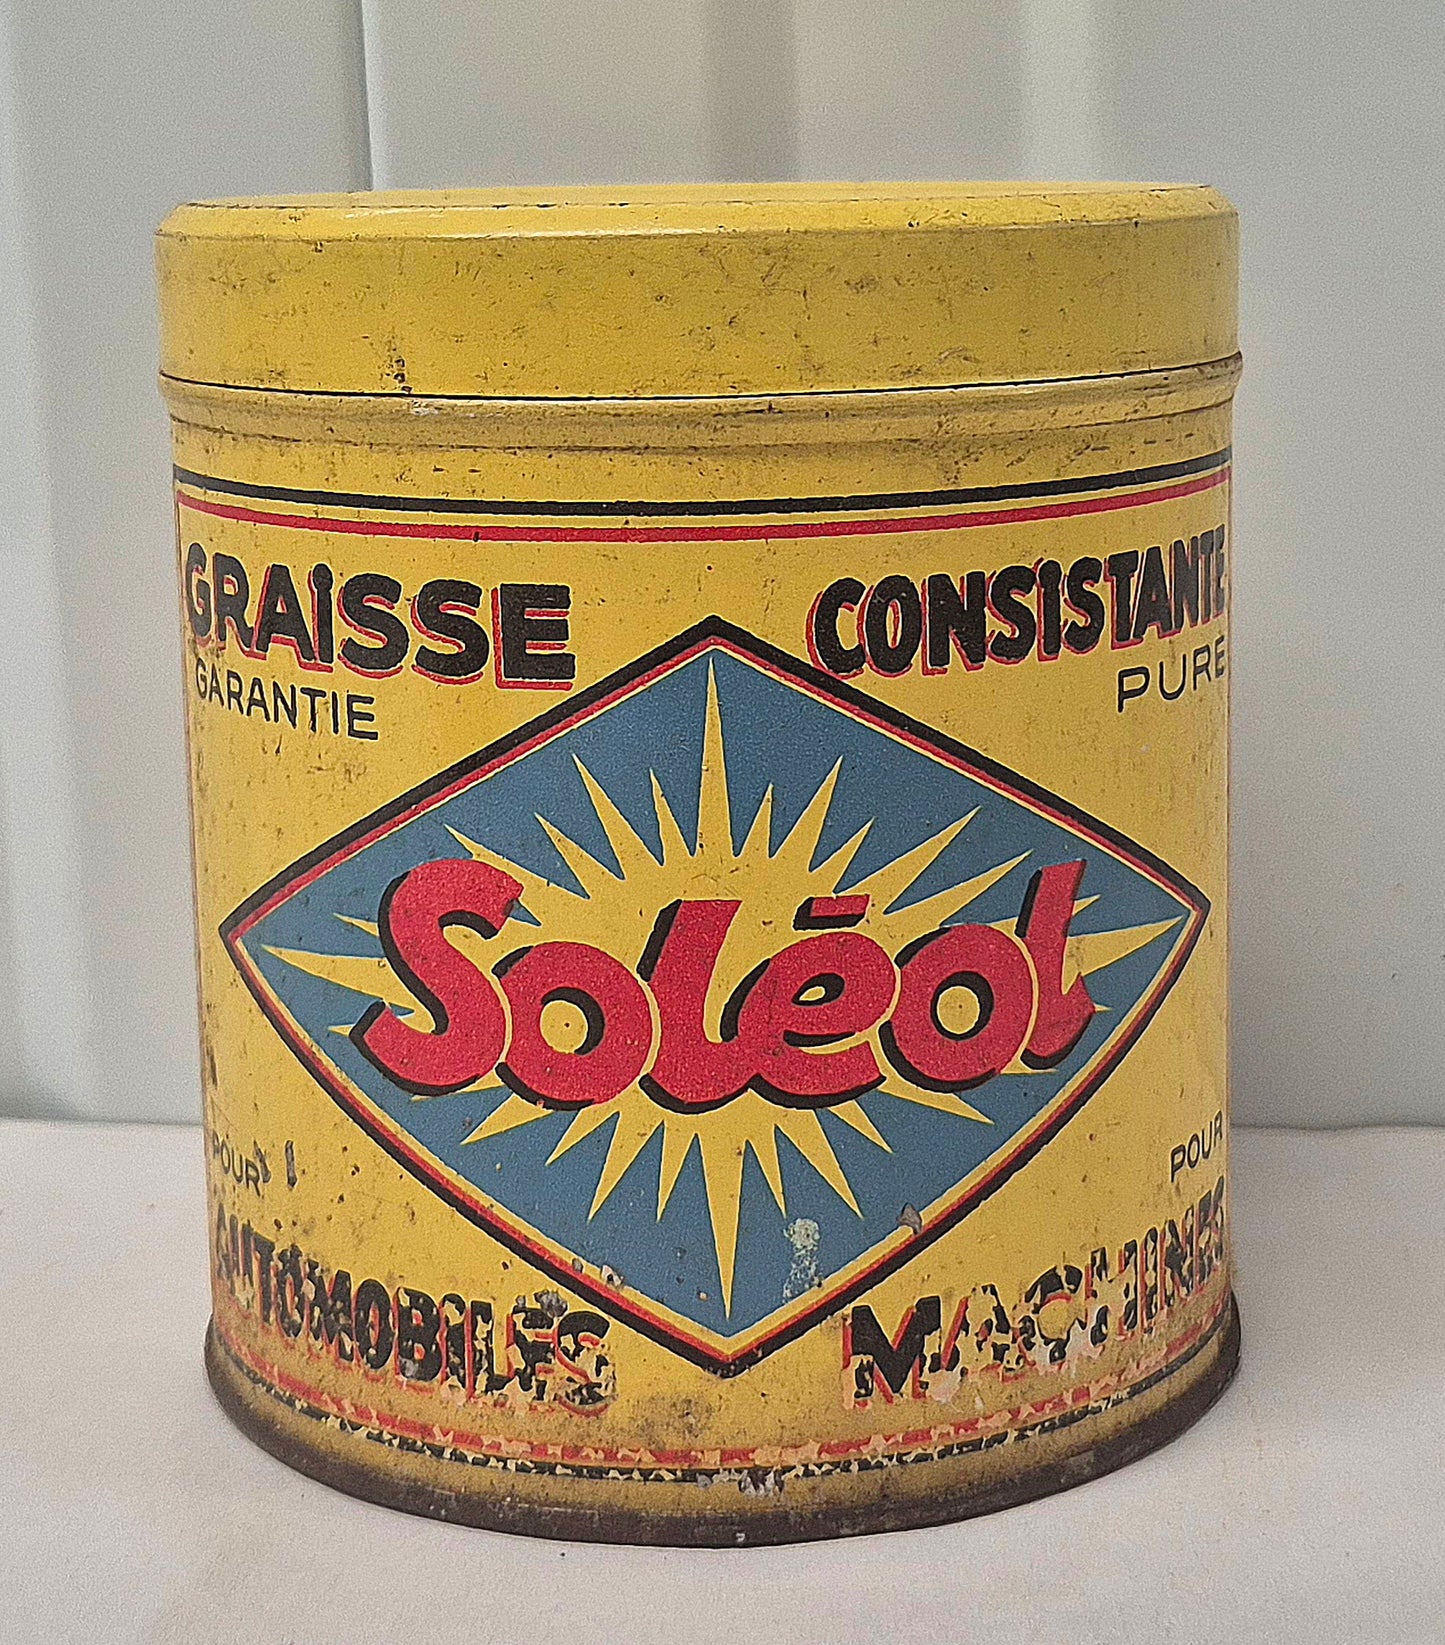 GRAISSE CONSISTANTE
GARANTIE PURE
Soléol
POUR POUR
AUTOMOBILES MACHINES